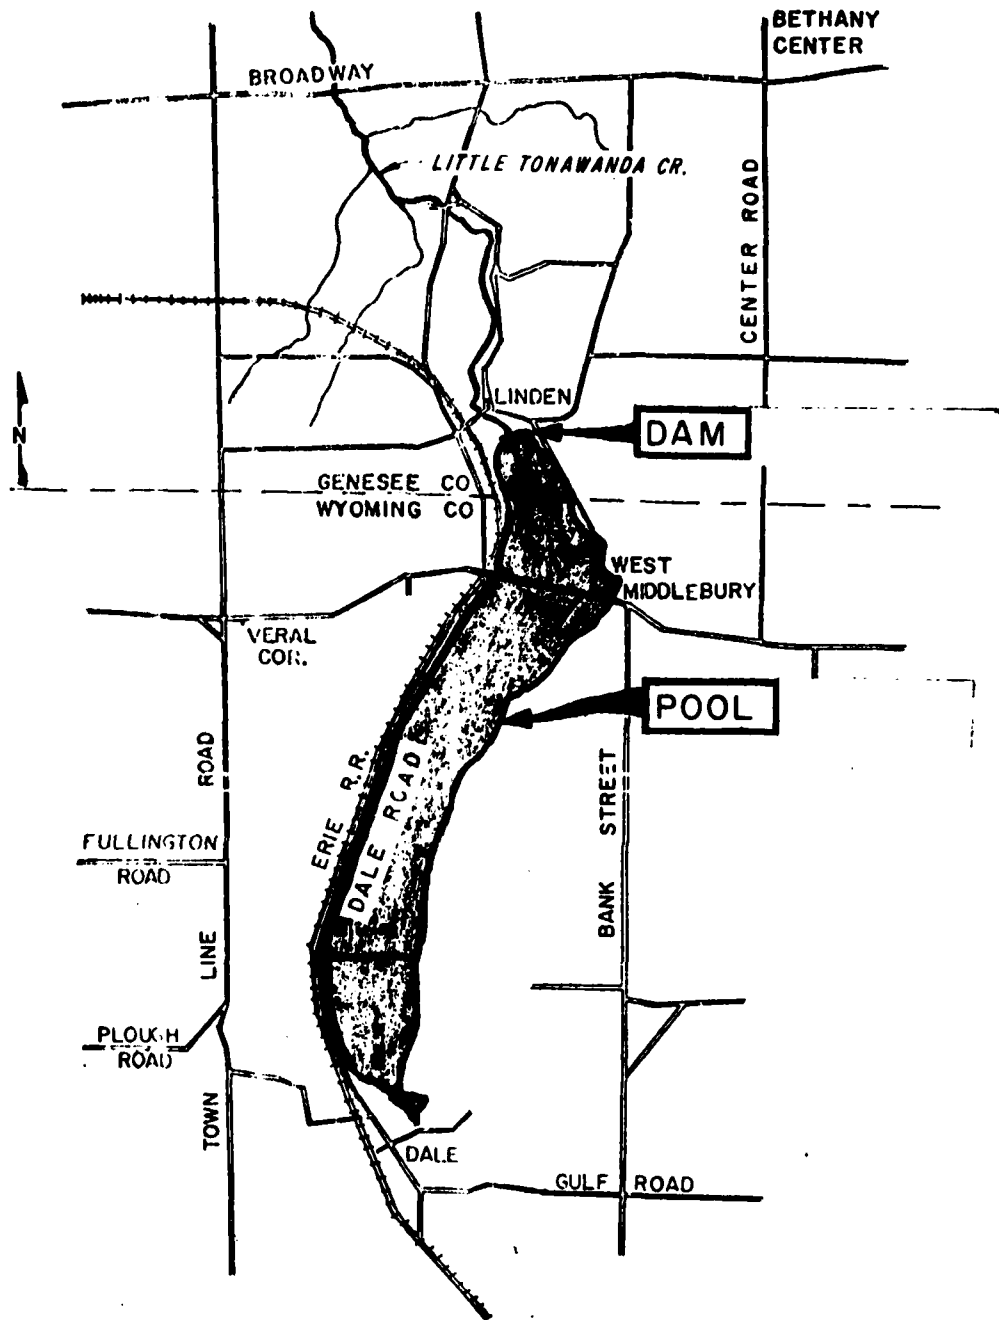 BETHANY
CENTER
BROADWAY
LITTLE TONAWANDA CR.
CENTER ROAD
LINDEN
DAM
N
GENESEE CO
WYOMING CO
WEST
MIDDLEBURY
VERAL
COR.
POOL
ERIE R.R.
DALE ROAD
BANK STREET
TOWN LINE ROAD
FULLINGTON
ROAD
PLOUGH
ROAD
DALE
GULF ROAD